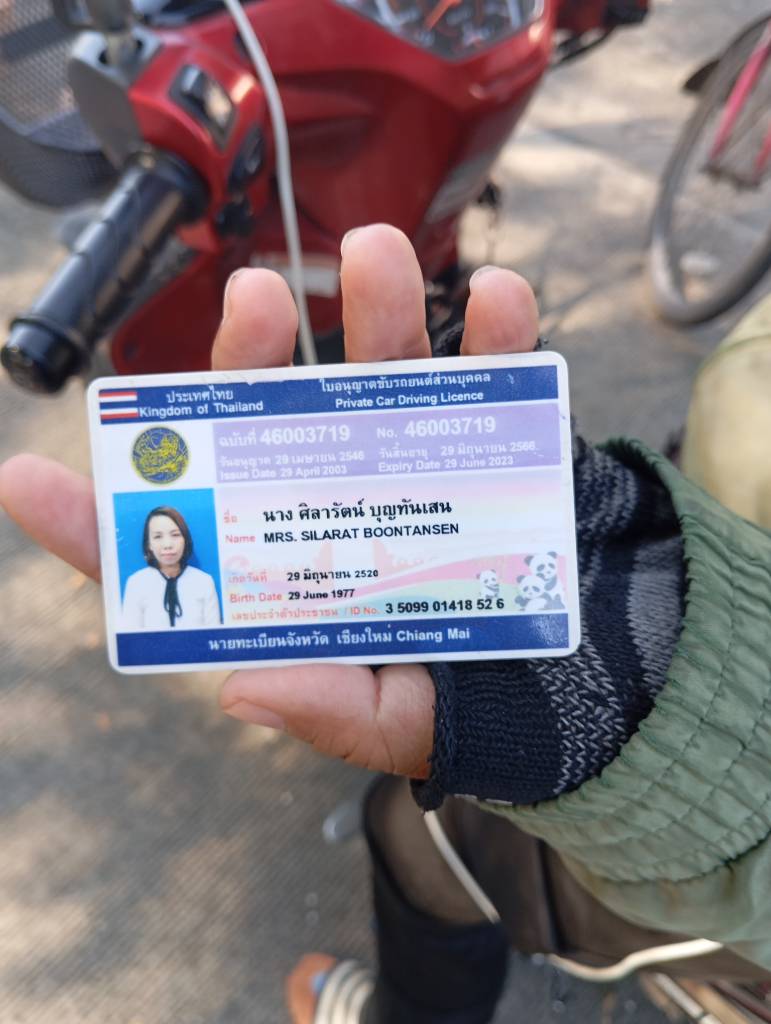 ประเทศไทย
Kingdom of Thailand
ใบอนุญาตขับรถยนต์ส่วนบุคคล
Private Car Driving Licence
ฉบับที่ 46003719 No. 46003719
วันอนุญาต 29 เมษายน 2546 วันสิ้นอายุ 29 มิถุนายน 2566
Issue Date 29 April 2003 Expiry Date 29 June 2023
ชื่อ นาง ศิลารัตน์ บุญทันเสน
Name MRS. SILARAT BOONTANSEN
เกิดวันที่ 29 มิถุนายน 2520
Birth Date 29 June 1977
เลขประจำตัวประชาชน / ID No. 3 5099 01418 52 6
นายทะเบียนจังหวัด เชียงใหม่ Chiang Mai